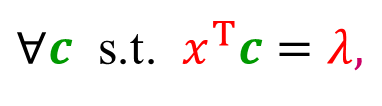 ∀c s.t. xᵀc = λ,